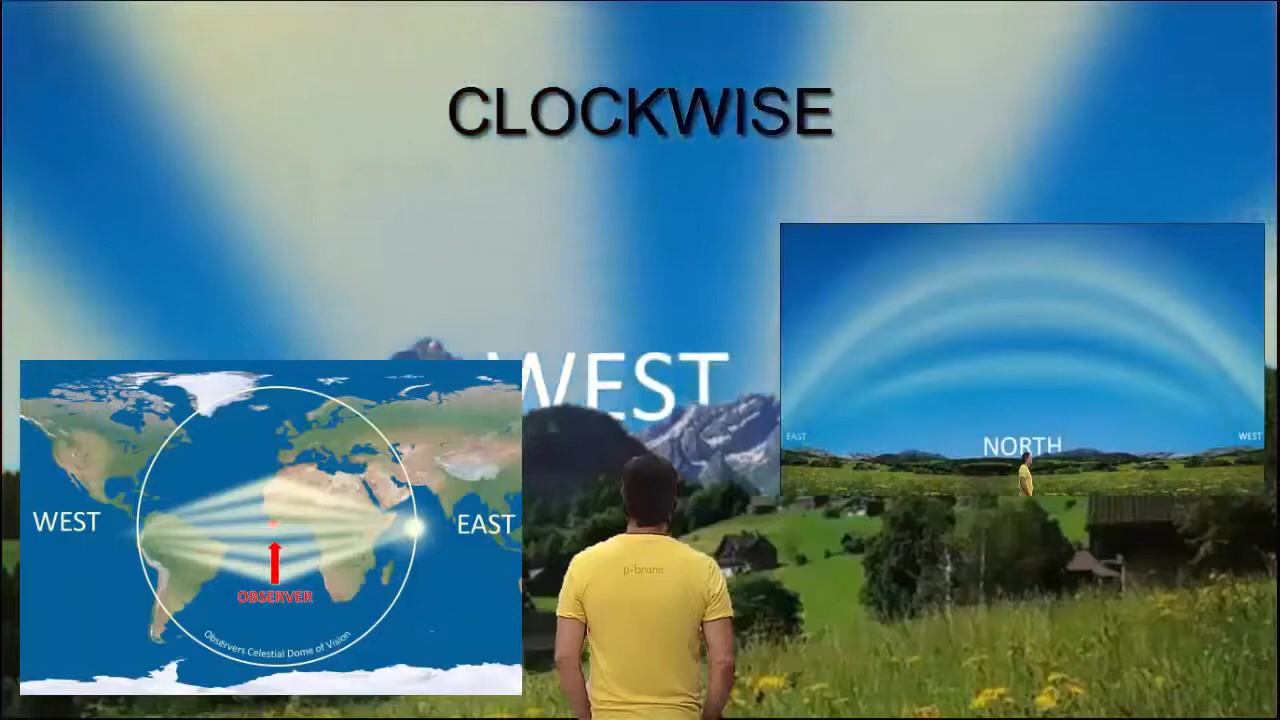 CLOCKWISE
WEST
EAST
NORTH
WEST
WEST
EAST
OBSERVER
Observers Celestial Dome of Vision
p-brane